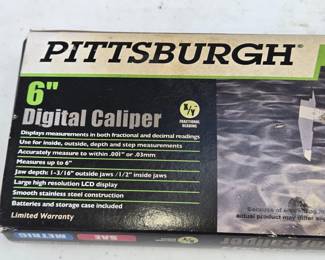 PITTSBURGH
6"
Digital Caliper
X/Y
FRACTIONAL
READING
Displays measurements in both fractional and decimal readings
Use for inside, outside, depth and step measurements
Accurately measure to within .001" or .03mm
Measures up to 6"
Jaw depth: 1-3/16" outside jaws /1/2" inside jaws
Large high resolution LCD display
Smooth stainless steel construction
Batteries and storage case included
Limited Warranty
actual product may differ
METRIC
SAE
X/Y
Caliper